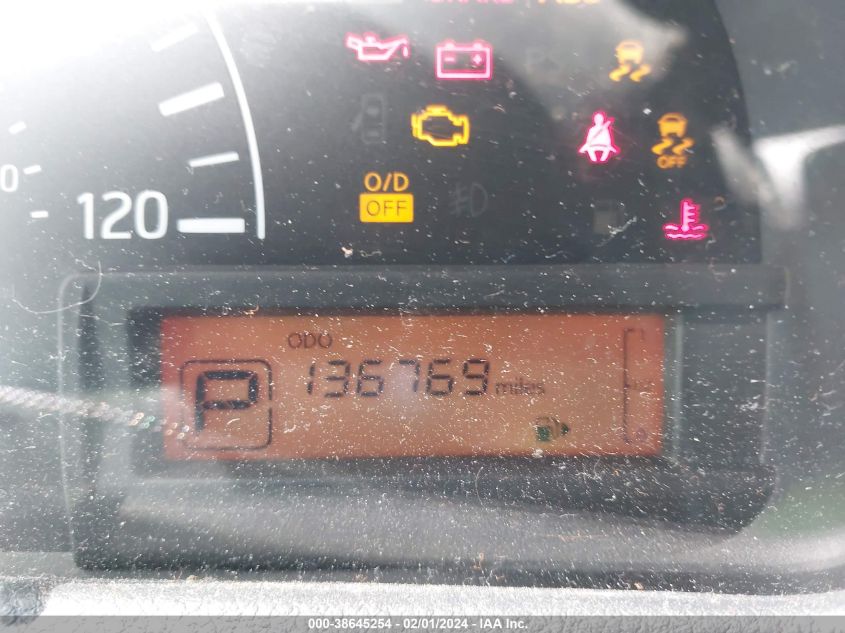 120
O/D
OFF
OFF
ODO
P
136769 miles
000-38645254 - 02/01/2024 - IAA Inc.